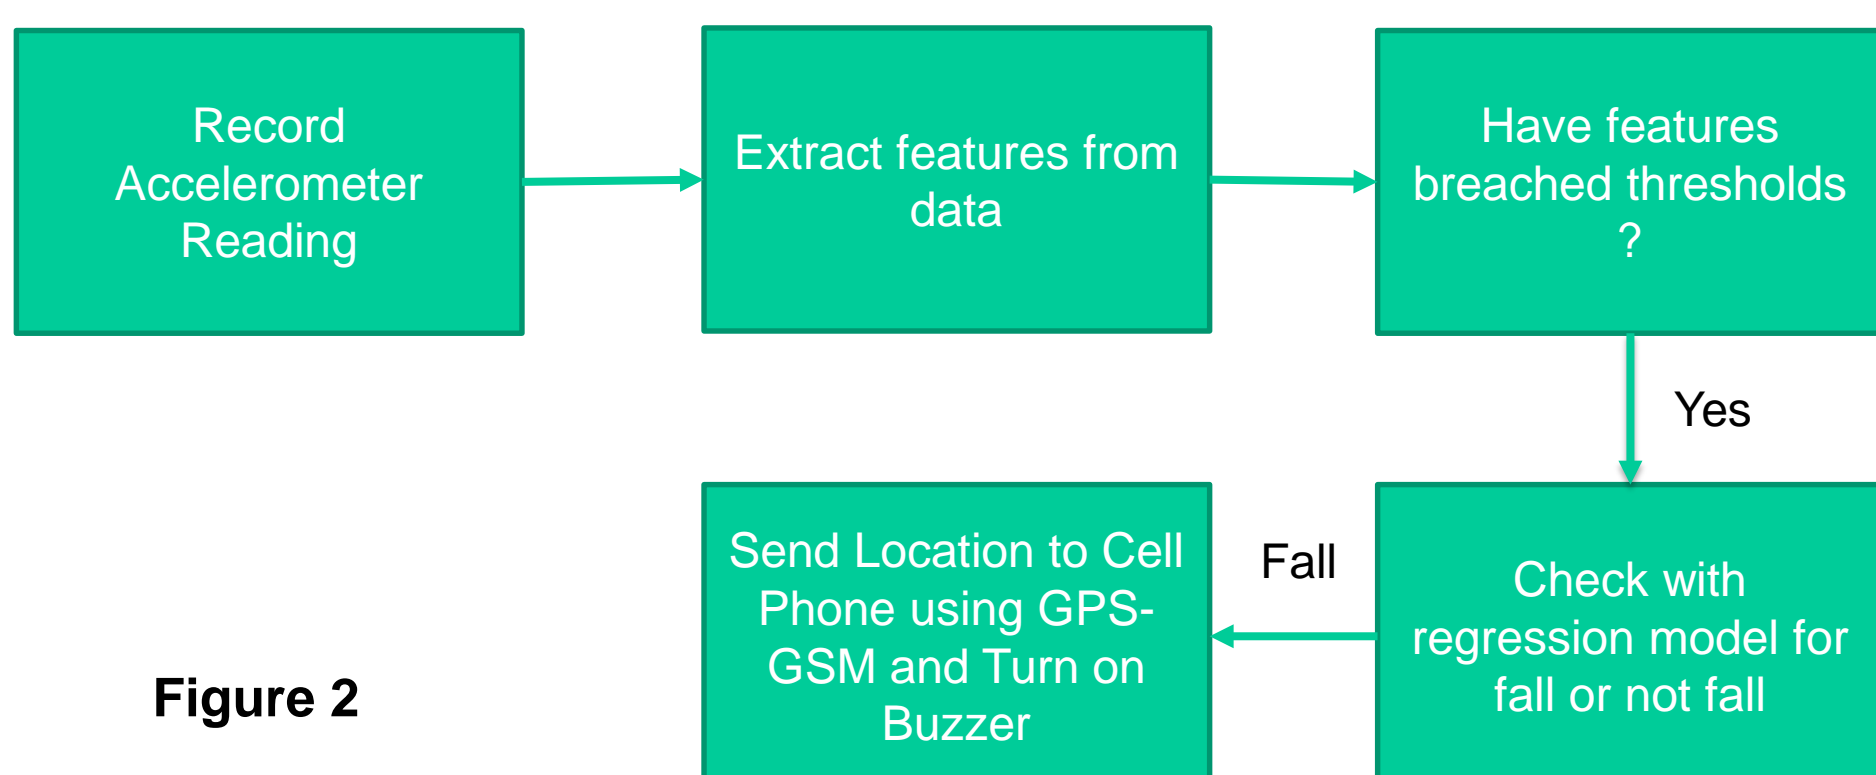 Record
Accelerometer
Reading
Extract features from
data
Have features
breached thresholds
?
Yes
Check with
regression model for
fall or not fall
Fall
Send Location to Cell
Phone using GPS-
GSM and Turn on
Buzzer
Figure 2